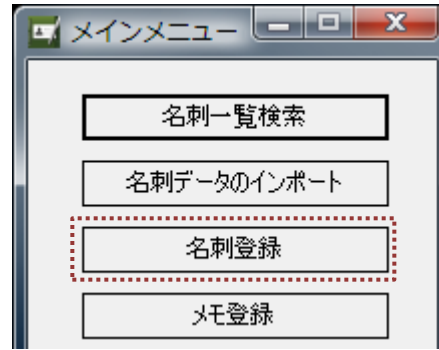 メインメニュー
名刺一覧検索
名刺データのインポート
名刺登録
メモ登録